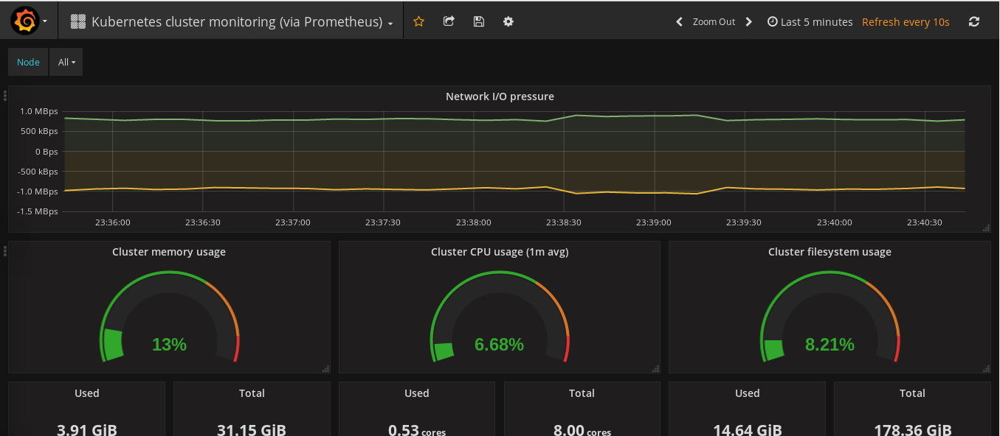 Kubernetes cluster monitoring (via Prometheus)
Zoom Out
Last 5 minutes
Refresh every 10s
Node
All
Network I/O pressure
1.0 MBps
500 kBps
0 Bps
-500 kBps
-1.0 MBps
-1.5 MBps
23:36:00 23:36:30 23:37:00 23:37:30 23:38:00 23:38:30 23:39:00 23:39:30 23:40:00 23:40:30
Cluster memory usage
13%
Cluster CPU usage (1m avg)
6.68%
Cluster filesystem usage
8.21%
Used
3.91 GiB
Total
31.15 GiB
Used
0.53 cores
Total
8.00 cores
Used
14.64 GiB
Total
178.36 GiB